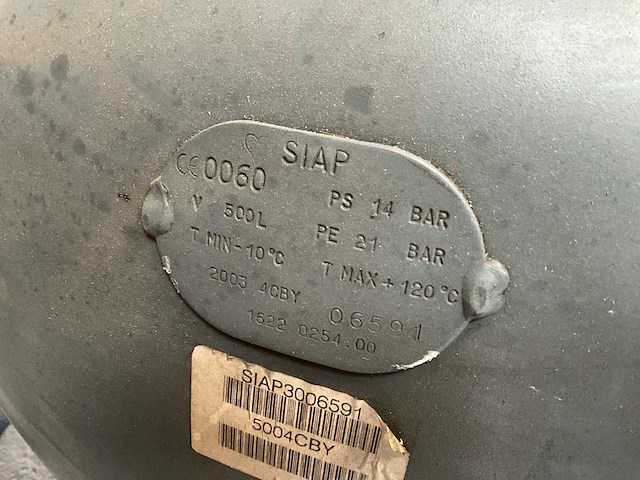 SIAP
CE 0060
PS 14 BAR
V 500L
PE 21 BAR
T MIN -10°C
T MAX + 120°C
2003 4CBY 06591
1622 0254.00
SIAP3006591
5004CBY